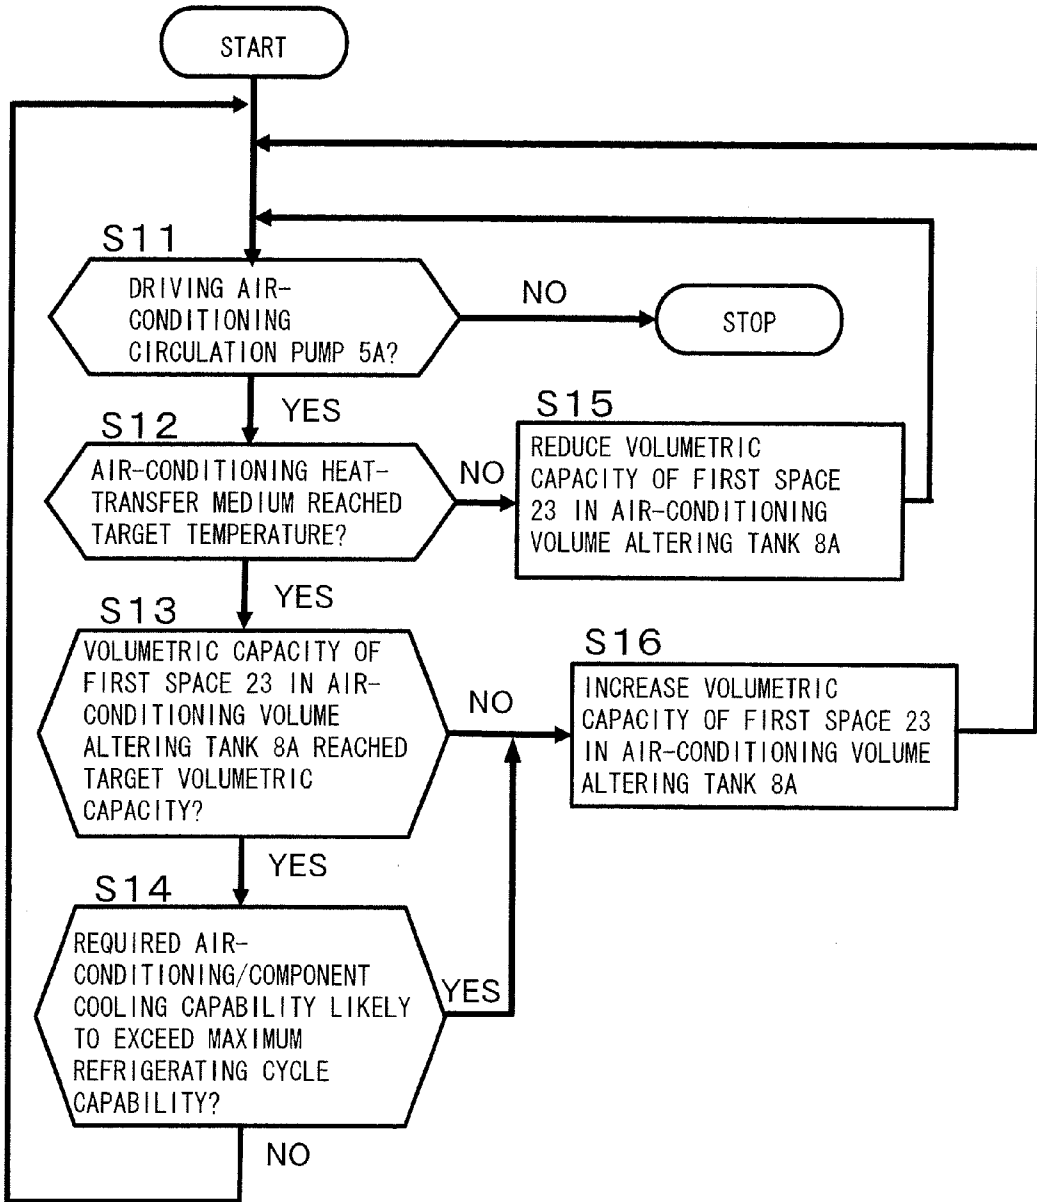 START
S11
DRIVING AIR-
CONDITIONING
CIRCULATION PUMP 5A?
NO
STOP
YES
S12
AIR-CONDITIONING HEAT-
TRANSFER MEDIUM REACHED
TARGET TEMPERATURE?
NO
S15
REDUCE VOLUMETRIC
CAPACITY OF FIRST SPACE
23 IN AIR-CONDITIONING
VOLUME ALTERING TANK 8A
YES
S13
VOLUMETRIC CAPACITY OF
FIRST SPACE 23 IN AIR-
CONDITIONING VOLUME
ALTERING TANK 8A REACHED
TARGET VOLUMETRIC
CAPACITY?
NO
S16
INCREASE VOLUMETRIC
CAPACITY OF FIRST SPACE 23
IN AIR-CONDITIONING VOLUME
ALTERING TANK 8A
YES
S14
REQUIRED AIR-
CONDITIONING/COMPONENT
COOLING CAPABILITY LIKELY
TO EXCEED MAXIMUM
REFRIGERATING CYCLE
CAPABILITY?
YES
NO